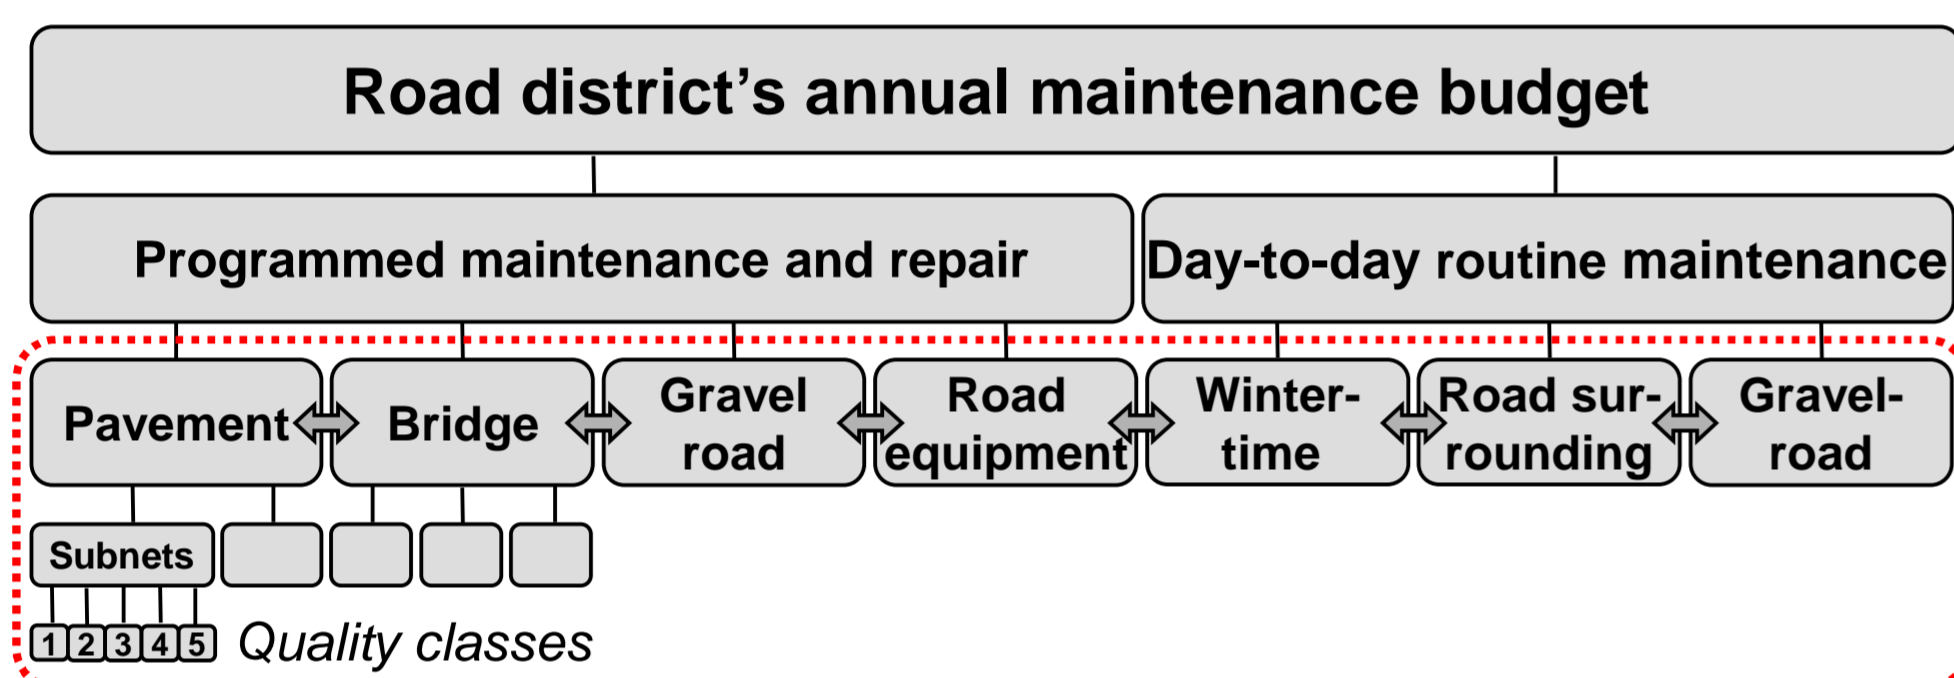 Road district’s annual maintenance budget
Programmed maintenance and repair
Day-to-day routine maintenance
Pavement
Bridge
Gravel
road
Road
equipment
Winter-
time
Road sur-
rounding
Gravel-
road
Subnets
1 2 3 4 5
Quality classes